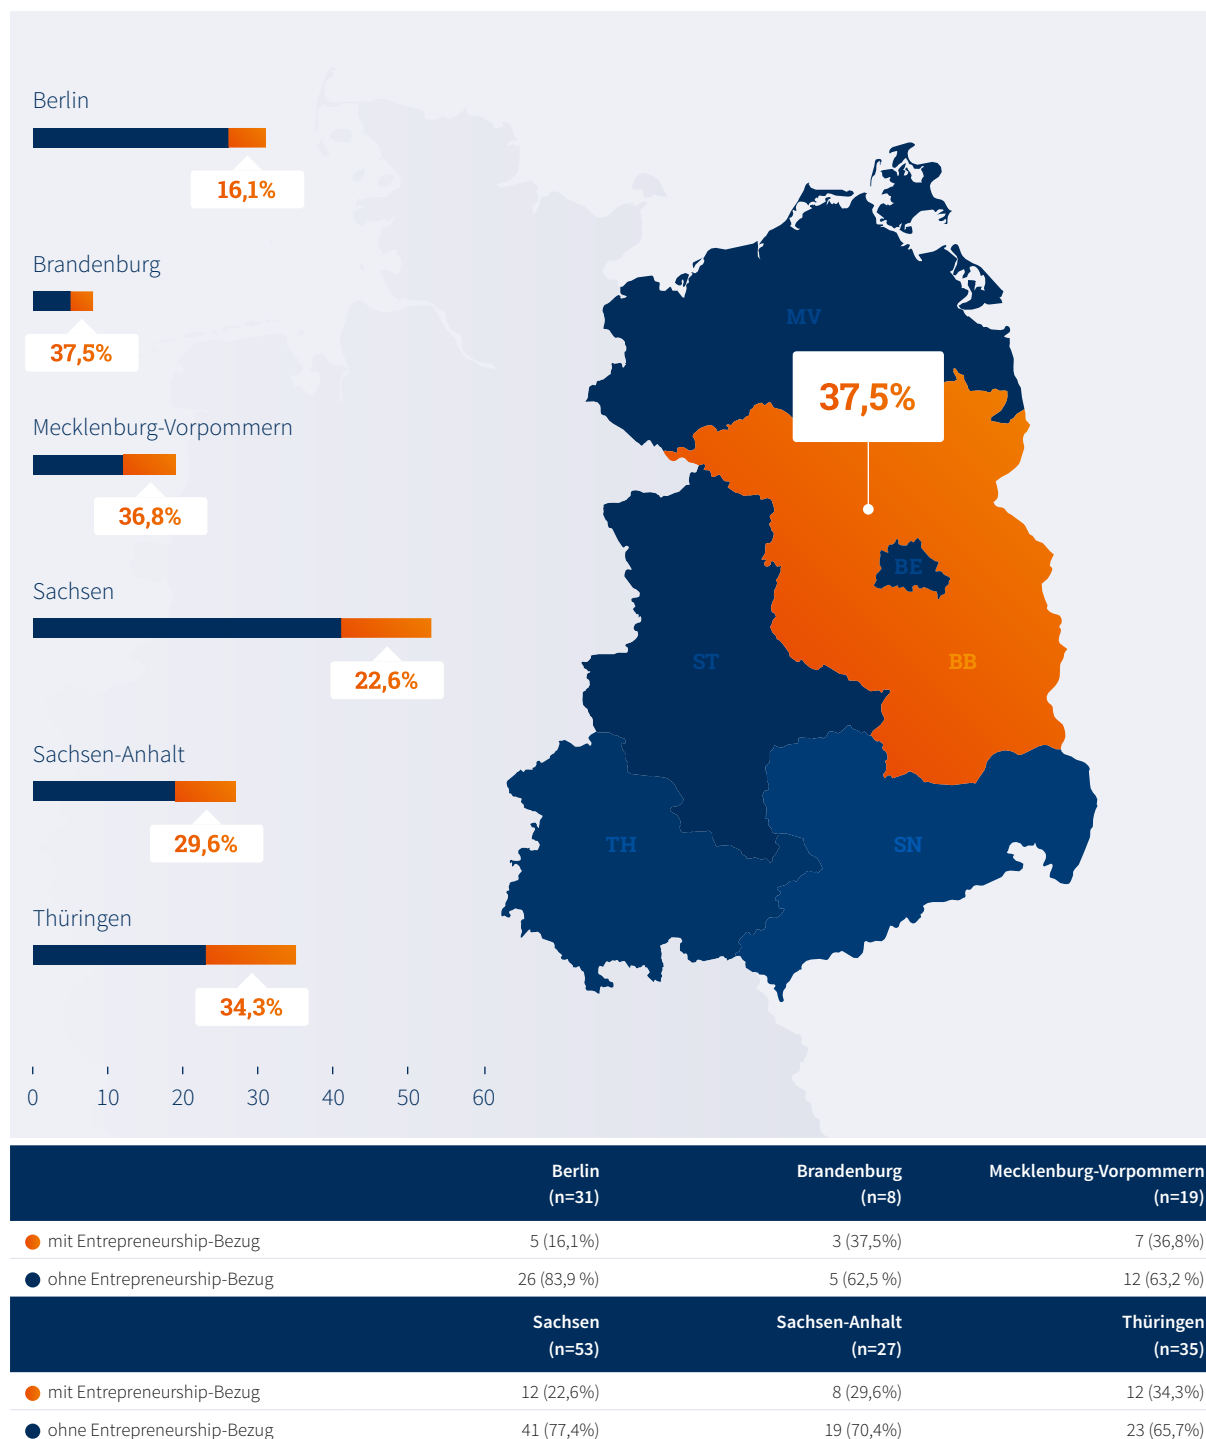 Berlin
16,1%
Brandenburg
37,5%
Mecklenburg-Vorpommern
36,8%
Sachsen
22,6%
Sachsen-Anhalt
29,6%
Thüringen
34,3%
0 10 20 30 40 50 60
MV
37,5%
BE
ST
BB
TH
SN
Berlin Brandenburg Mecklenburg-Vorpommern
(n=31) (n=8) (n=19)
mit Entrepreneurship-Bezug 5 (16,1%) 3 (37,5%) 7 (36,8%)
ohne Entrepreneurship-Bezug 26 (83,9 %) 5 (62,5 %) 12 (63,2 %)
Sachsen Sachsen-Anhalt Thüringen
(n=53) (n=27) (n=35)
mit Entrepreneurship-Bezug 12 (22,6%) 8 (29,6%) 12 (34,3%)
ohne Entrepreneurship-Bezug 41 (77,4%) 19 (70,4%) 23 (65,7%)